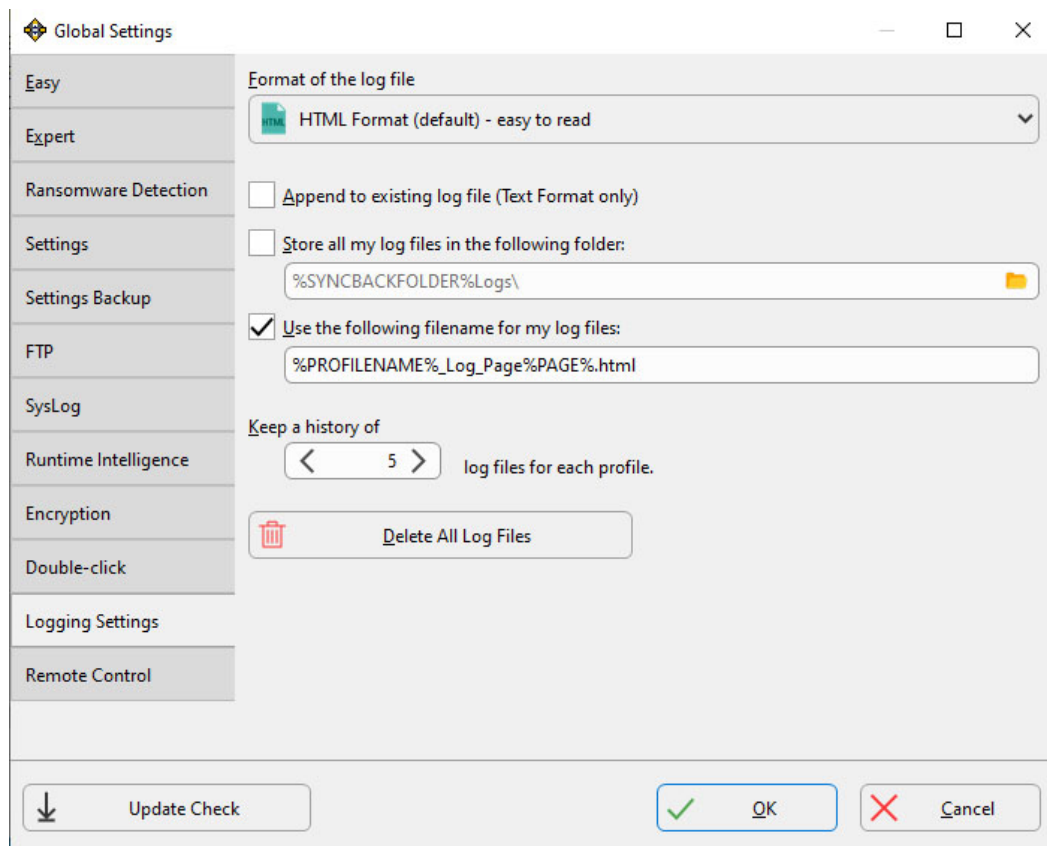 Global Settings
Easy
Expert
Ransomware Detection
Settings
Settings Backup
FTP
SysLog
Runtime Intelligence
Encryption
Double-click
Logging Settings
Remote Control
Format of the log file
HTML HTML Format (default) - easy to read
Append to existing log file (Text Format only)
Store all my log files in the following folder:
%SYNCBACKFOLDER%Logs\
Use the following filename for my log files:
%PROFILENAME%_Log_Page%PAGE%.html
Keep a history of
5 log files for each profile.
Delete All Log Files
Update Check
OK
Cancel